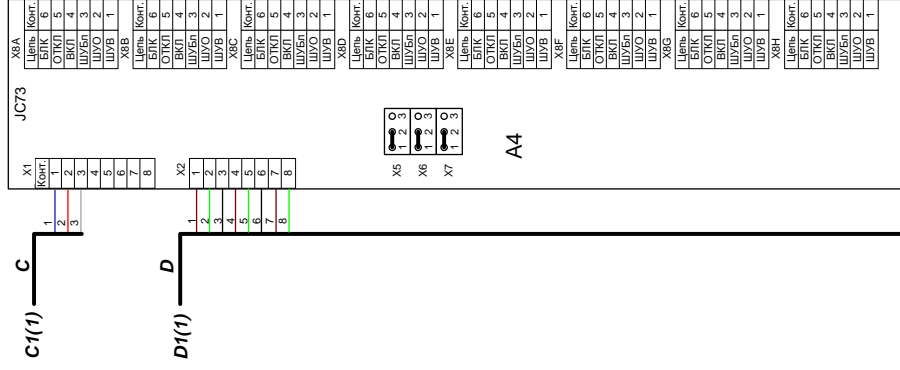 X8A
Цепь Конт.
БЛК 6
ОТКЛ 5
ВКЛ 4
ШУБл 3
ШУО 2
ШУВ 1
X8B
Цепь Конт.
БЛК 6
ОТКЛ 5
ВКЛ 4
ШУБл 3
ШУО 2
ШУВ 1
X8C
Цепь Конт.
БЛК 6
ОТКЛ 5
ВКЛ 4
ШУБл 3
ШУО 2
ШУВ 1
X8D
Цепь Конт.
БЛК 6
ОТКЛ 5
ВКЛ 4
ШУБл 3
ШУО 2
ШУВ 1
X8E
Цепь Конт.
БЛК 6
ОТКЛ 5
ВКЛ 4
ШУБл 3
ШУО 2
ШУВ 1
X8F
Цепь Конт.
БЛК 6
ОТКЛ 5
ВКЛ 4
ШУБл 3
ШУО 2
ШУВ 1
X8G
Цепь Конт.
БЛК 6
ОТКЛ 5
ВКЛ 4
ШУБл 3
ШУО 2
ШУВ 1
X8H
Цепь Конт.
БЛК 6
ОТКЛ 5
ВКЛ 4
ШУБл 3
ШУО 2
ШУВ 1
JC73
X5
1 2 3
X6
1 2 3
X7
1 2 3
A4
X1
Конт.
1
2
3
4
5
6
7
8
X2
1
2
3
4
5
6
7
8
1
2
3
1
2
3
4
5
6
7
8
C
C1(1)
D
D1(1)